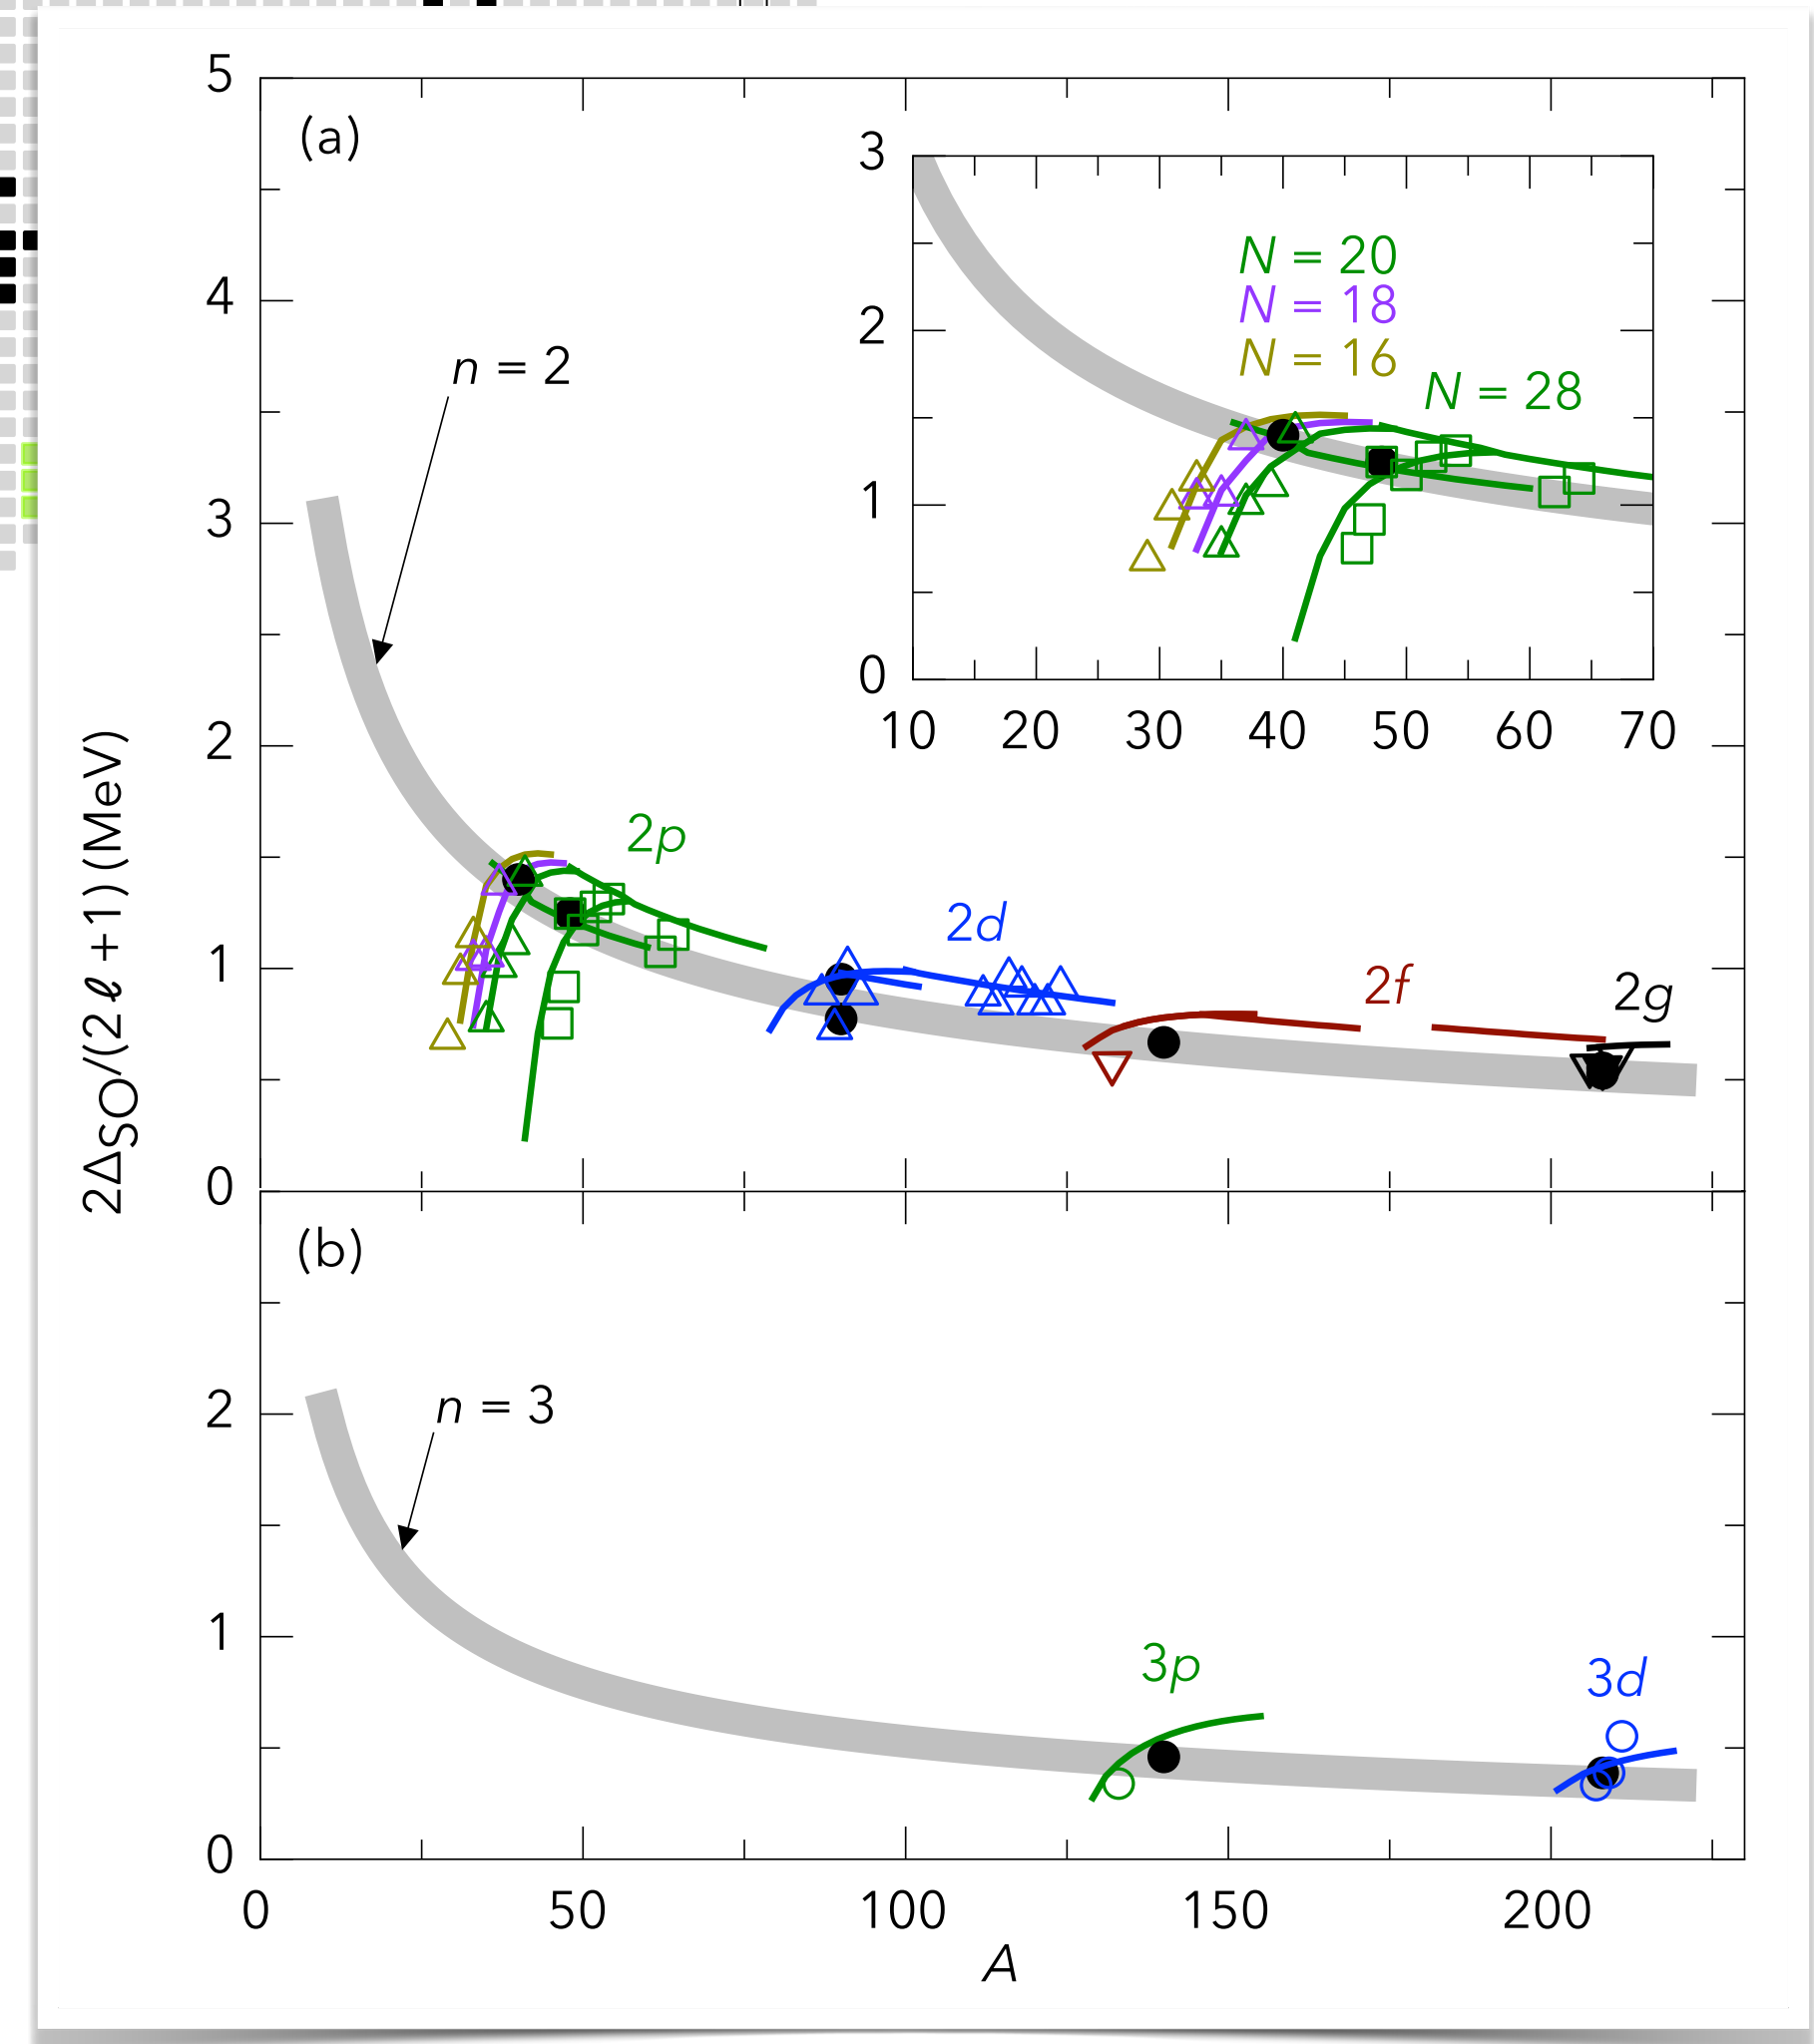 5
(a)
3
N = 20
4
N = 18
n = 2
2
N = 16
N = 28
3
1
0
10 20 30 40 50 60 70
2
2p
2d
1
2f
2g
0
2ΔSO/(2ℓ+1) (MeV)
(b)
2
n = 3
1
3p
3d
0
0 50 100 150 200
A